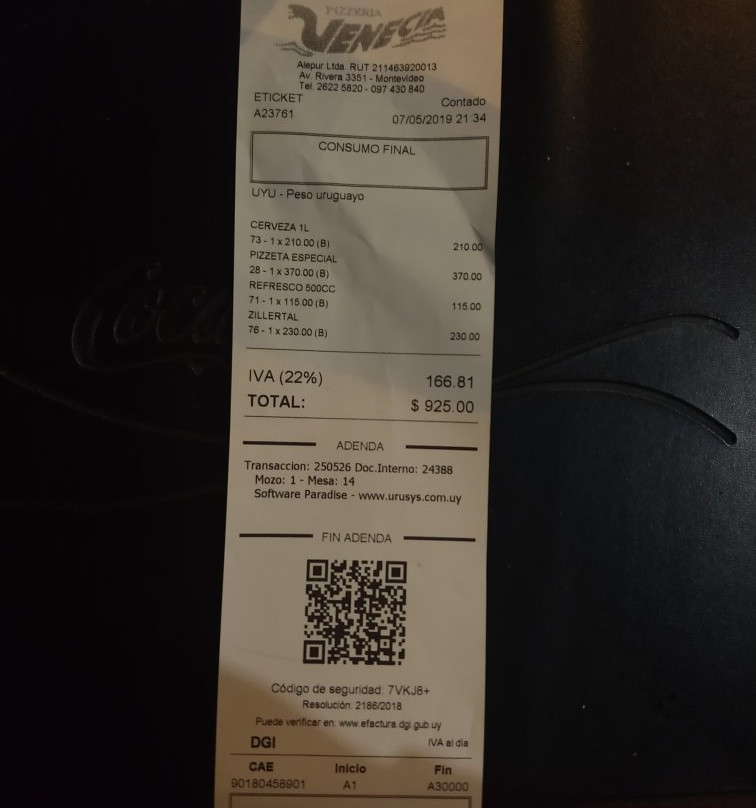 PIZZERIA
VENECIA
Alepur Ltda. RUT 211463920013
Av. Rivera 3351 - Montevideo
Tel. 2622 5820 - 097 430 840
ETICKET Contado
A23761 07/05/2019 21:34
CONSUMO FINAL
UYU - Peso uruguayo
CERVEZA 1L
73 - 1 x 210.00 (B) 210.00
PIZZETA ESPECIAL
28 - 1 x 370.00 (B) 370.00
REFRESCO 500CC
71 - 1 x 115.00 (B) 115.00
ZILLERTAL
76 - 1 x 230.00 (B) 230.00
IVA (22%) 166.81
TOTAL: $ 925.00
ADENDA
Transaccion: 250526 Doc.Interno: 24388
Mozo: 1 - Mesa: 14
Software Paradise - www.urusys.com.uy
FIN ADENDA
Código de seguridad: 7VKJ8+
Resolución: 2186/2018
Puede verificar en: www.efactura.dgi.gub.uy
DGI IVA al día
CAE Inicio Fin
90180458901 A1 A30000